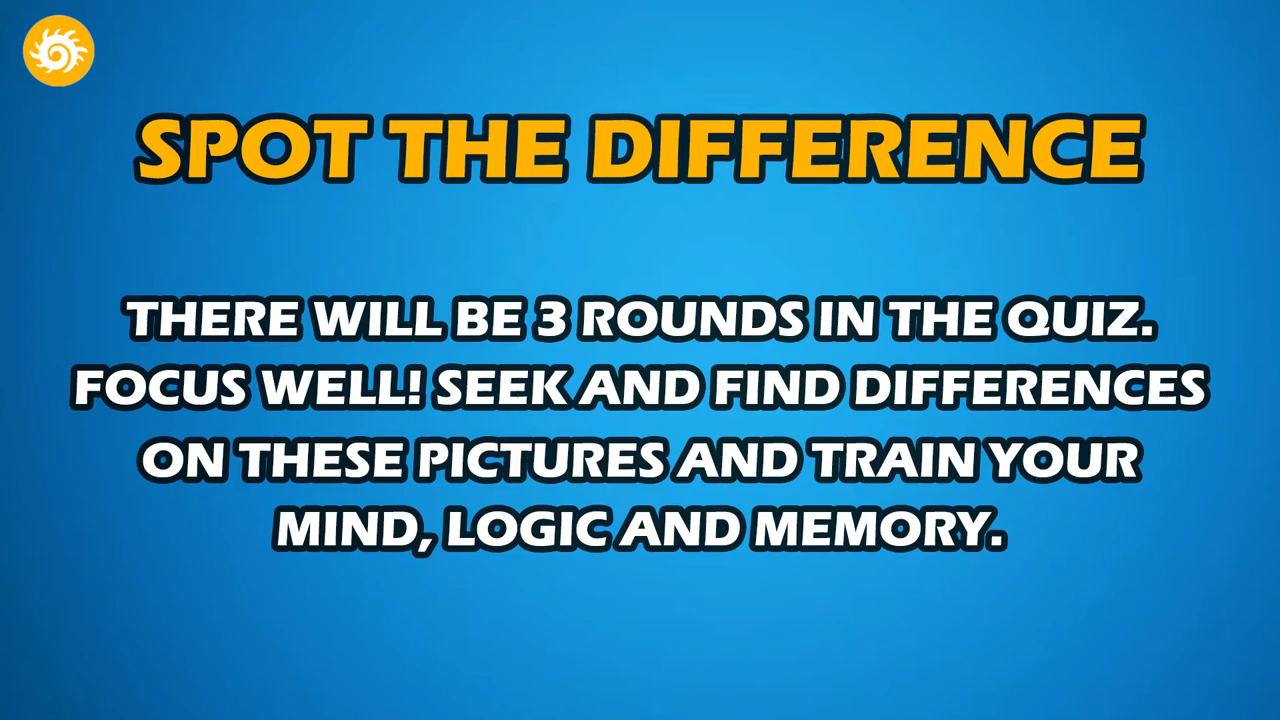 SPOT THE DIFFERENCE
THERE WILL BE 3 ROUNDS IN THE QUIZ.
FOCUS WELL! SEEK AND FIND DIFFERENCES
ON THESE PICTURES AND TRAIN YOUR
MIND, LOGIC AND MEMORY.